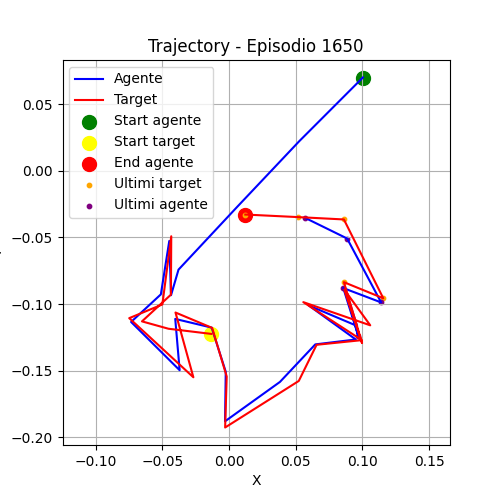 Trajectory - Episodio 1650
Agente
Target
Start agente
Start target
End agente
Ultimi target
Ultimi agente
0.05
0.00
−0.05
−0.10
−0.15
−0.20
−0.10
−0.05
0.00
0.05
0.10
0.15
X